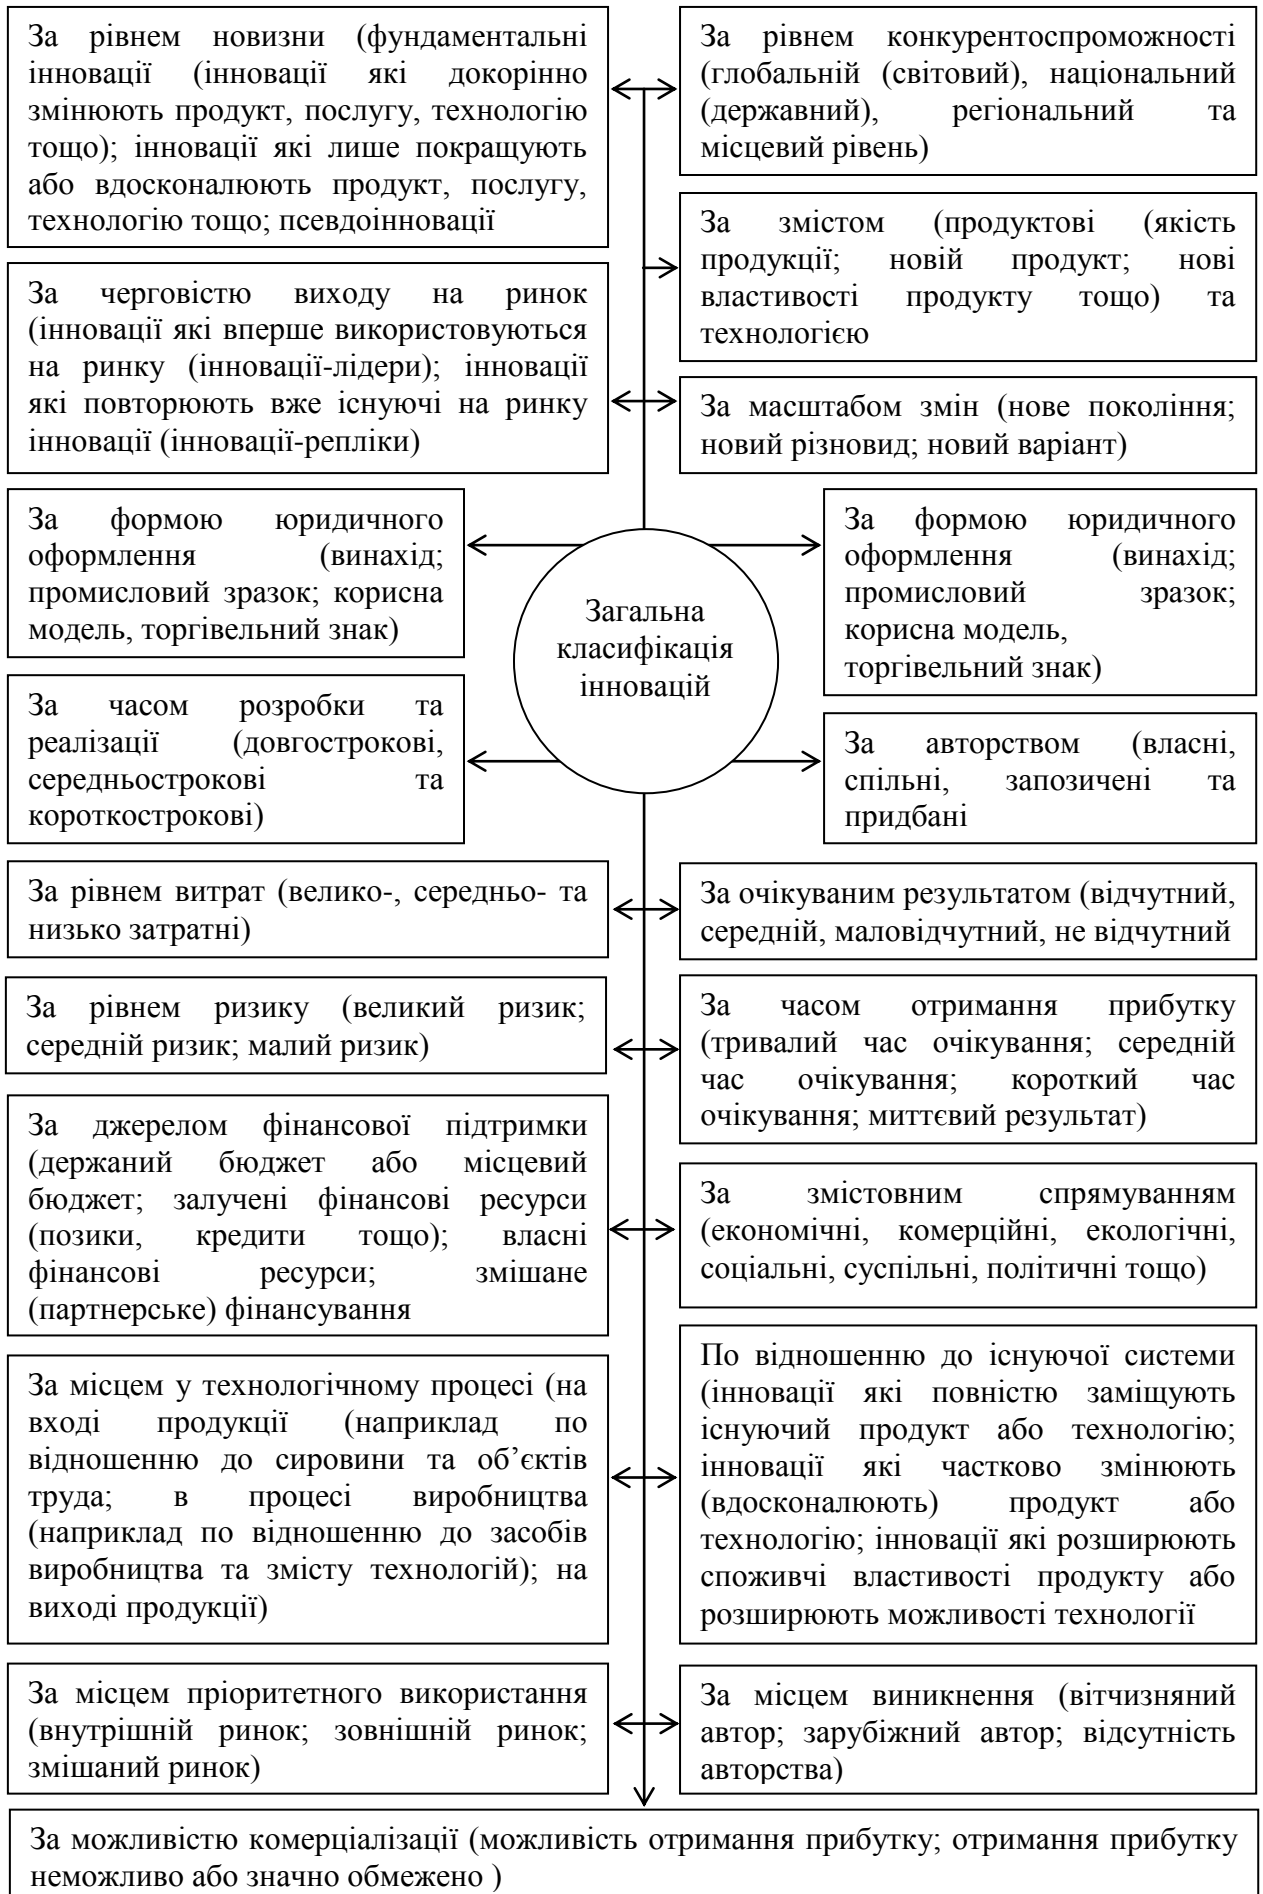 За рівнем новизни (фундаментальні
інновації (інновації які докорінно
змінюють продукт, послугу, технологію
тощо); інновації які лише покращують
або вдосконалюють продукт, послугу,
технологію тощо; псевдоінновації
За рівнем конкурентоспроможності
(глобальній (світовий), національний
(державний), регіональний та
місцевий рівень)
За змістом (продуктові (якість
продукції; новій продукт; нові
властивості продукту тощо) та
технологією
За черговістю виходу на ринок
(інновації які вперше використовуються
на ринку (інновації-лідери); інновації
які повторюють вже існуючі на ринку
інновації (інновації-репліки)
За масштабом змін (нове покоління;
новий різновид; новий варіант)
За формою юридичного
оформлення (винахід;
промисловий зразок; корисна
модель, торгівельний знак)
За формою юридичного
оформлення (винахід;
промисловий зразок;
корисна модель,
торгівельний знак)
Загальна
класифікація
інновацій
За часом розробки та
реалізації (довгострокові,
середньострокові та
короткострокові)
За авторством (власні,
спільні, запозичені та
придбані
За рівнем витрат (велико-, середньо- та
низько затратні)
За очікуваним результатом (відчутний,
середній, маловідчутний, не відчутний
За рівнем ризику (великий ризик;
середній ризик; малий ризик)
За часом отримання прибутку
(тривалий час очікування; середній
час очікування; короткий час
очікування; миттєвий результат)
За джерелом фінансової підтримки
(держаний бюджет або місцевий
бюджет; залучені фінансові ресурси
(позики, кредити тощо); власні
фінансові ресурси; змішане
(партнерське) фінансування
За змістовним спрямуванням
(економічні, комерційні, екологічні,
соціальні, суспільні, політичні тощо)
За місцем у технологічному процесі (на
вході продукції (наприклад по
відношенню до сировини та об’єктів
труда; в процесі виробництва
(наприклад по відношенню до засобів
виробництва та змісту технологій); на
виході продукції)
По відношенню до існуючої системи
(інновації які повністю заміщують
існуючий продукт або технологію;
інновації які частково змінюють
(вдосконалюють) продукт або
технологію; інновації які розширюють
споживчі властивості продукту або
розширюють можливості технології
За місцем пріоритетного використання
(внутрішній ринок; зовнішній ринок;
змішаний ринок)
За місцем виникнення (вітчизняний
автор; зарубіжний автор; відсутність
авторства)
За можливістю комерціалізації (можливість отримання прибутку; отримання прибутку
неможливо або значно обмежено )